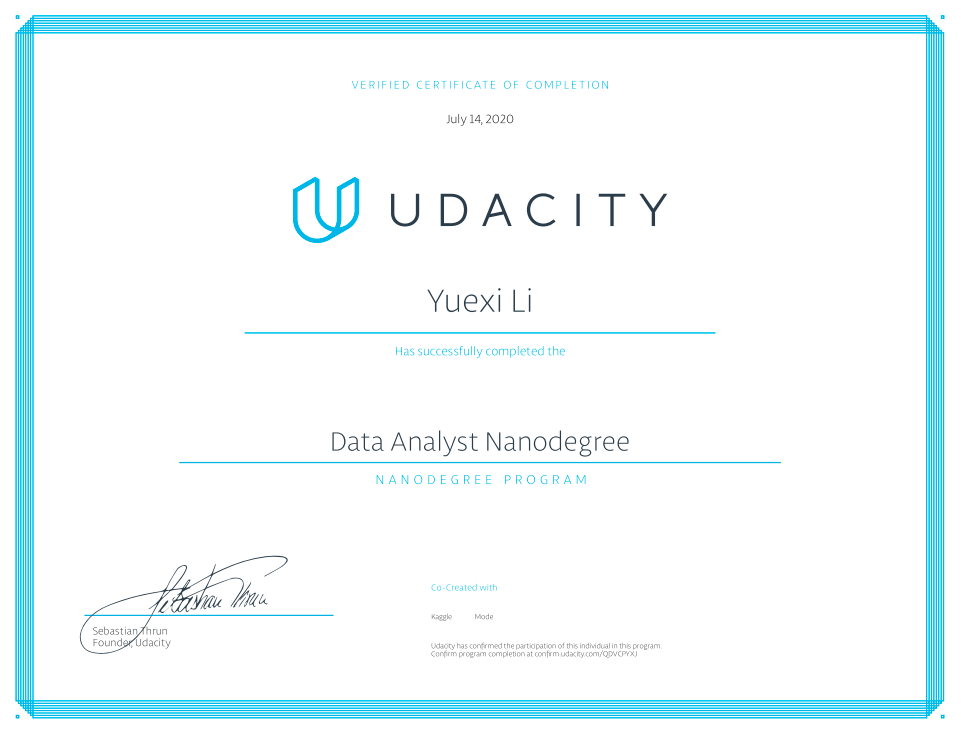 VERIFIED CERTIFICATE OF COMPLETION
July 14, 2020
UDACITY
Yuexi Li
Has successfully completed the
Data Analyst Nanodegree
NANODEGREE PROGRAM
Sebastian Thrun
Sebastian Thrun
Founder, Udacity
Co-Created with
Kaggle Mode
Udacity has confirmed the participation of this individual in this program.
Confirm program completion at confirm.udacity.com/QDVCPYXJ